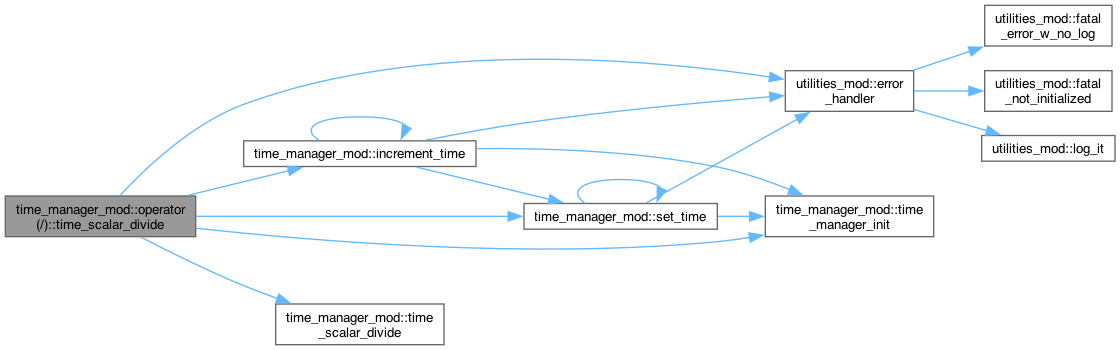 time_manager_mod::operator
(/)::time_scalar_divide
time_manager_mod::increment_time
time_manager_mod::set_time
time_manager_mod::time
_scalar_divide
utilities_mod::error
_handler
time_manager_mod::time
_manager_init
utilities_mod::fatal
_error_w_no_log
utilities_mod::fatal
_not_initialized
utilities_mod::log_it